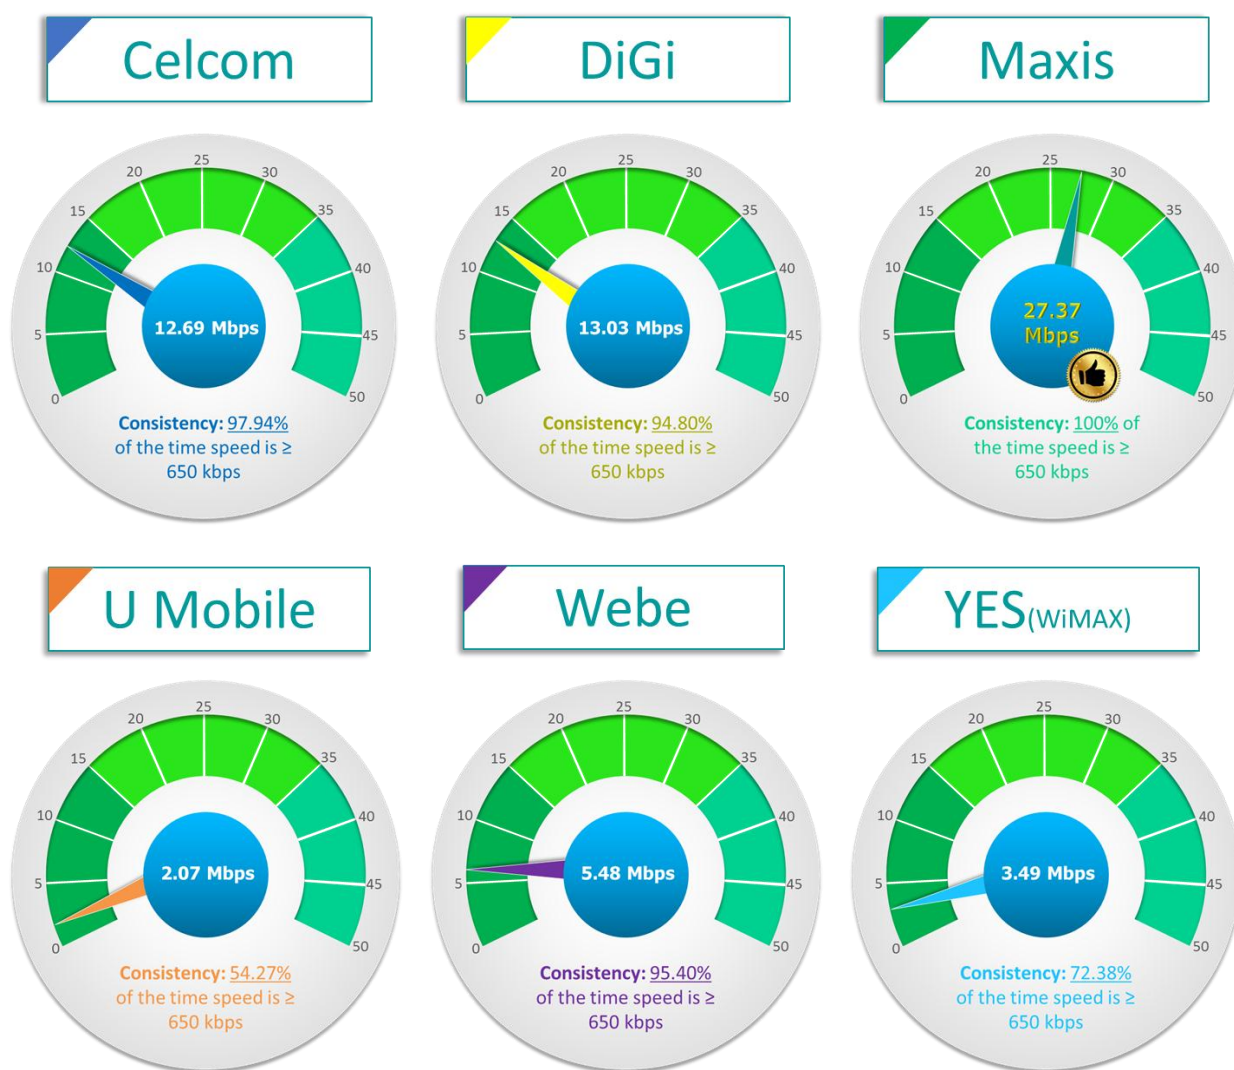 Celcom
DiGi
Maxis
0
5
10
15
20
25
30
35
40
45
50
12.69 Mbps
Consistency: 97.94%
of the time speed is ≥
650 kbps
0
5
10
15
20
25
30
35
40
45
50
13.03 Mbps
Consistency: 94.80%
of the time speed is ≥
650 kbps
0
5
10
15
20
25
30
35
40
45
50
27.37
Mbps
Consistency: 100% of
the time speed is ≥
650 kbps
U Mobile
Webe
YES(WiMAX)
0
5
10
15
20
25
30
35
40
45
50
2.07 Mbps
Consistency: 54.27%
of the time speed is ≥
650 kbps
0
5
10
15
20
25
30
35
40
45
50
5.48 Mbps
Consistency: 95.40%
of the time speed is ≥
650 kbps
0
5
10
15
20
25
30
35
40
45
50
3.49 Mbps
Consistency: 72.38%
of the time speed is ≥
650 kbps